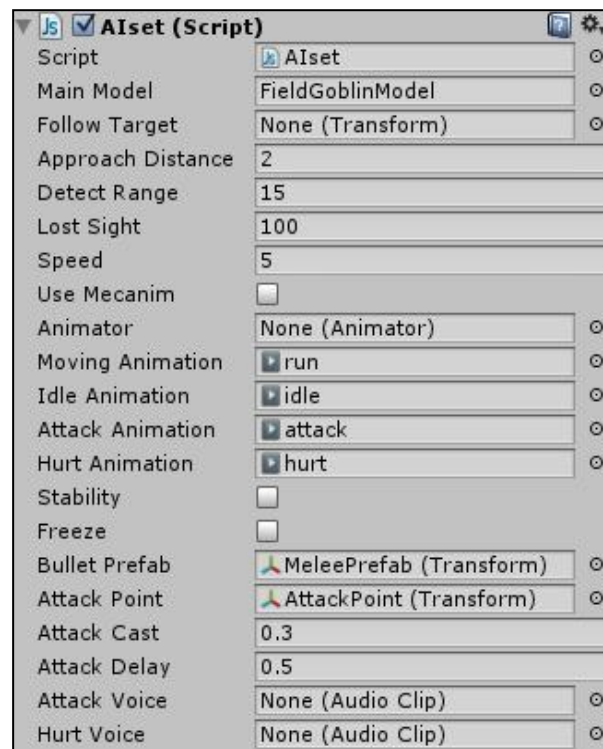 AIset (Script)
Script AIset
Main Model FieldGoblinModel
Follow Target None (Transform)
Approach Distance 2
Detect Range 15
Lost Sight 100
Speed 5
Use Mecanim
Animator None (Animator)
Moving Animation run
Idle Animation idle
Attack Animation attack
Hurt Animation hurt
Stability
Freeze
Bullet Prefab MeleePrefab (Transform)
Attack Point AttackPoint (Transform)
Attack Cast 0.3
Attack Delay 0.5
Attack Voice None (Audio Clip)
Hurt Voice None (Audio Clip)